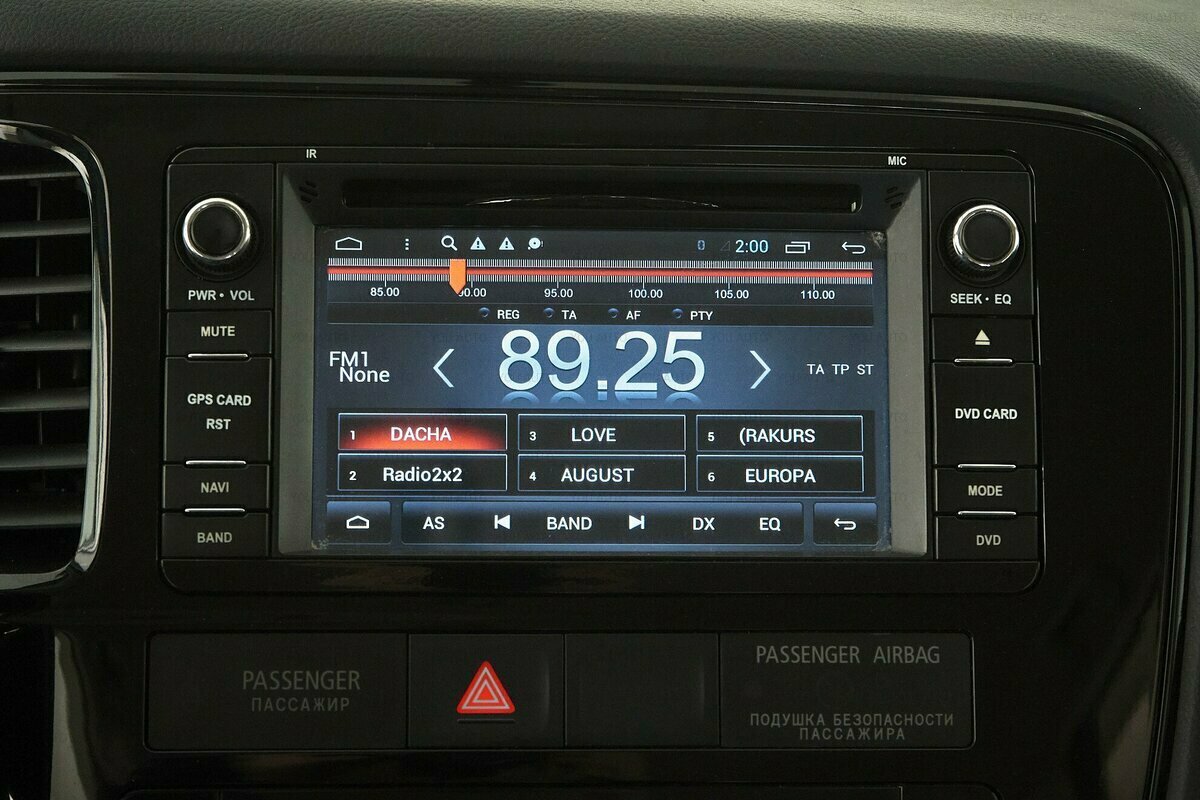 IR
MIC
2:00
85.00 90.00 95.00 100.00 105.00 110.00
REG TA AF PTY
PWR • VOL
SEEK • EQ
MUTE
FM1
None
89.25
TA TP ST
GPS CARD
RST
DVD CARD
1 DACHA 3 LOVE 5 (RAKURS
2 Radio2x2 4 AUGUST 6 EUROPA
NAVI
MODE
AS BAND DX EQ
BAND
DVD
PASSENGER
ПАССАЖИР
PASSENGER AIRBAG
ПОДУШКА БЕЗОПАСНОСТИ
ПАССАЖИРА